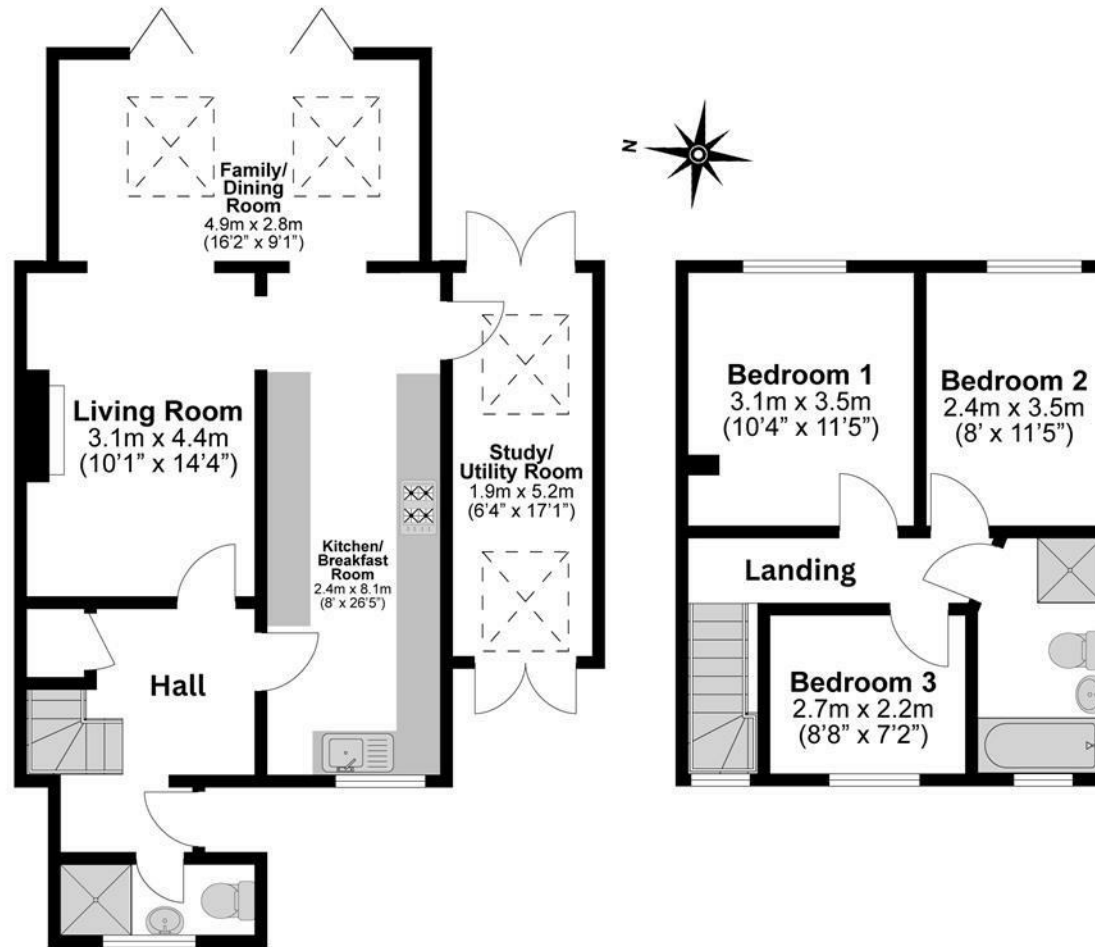 Family/
Dining
Room
4.9m x 2.8m
(16'2" x 9'1")
N
Living Room
3.1m x 4.4m
(10'1" x 14'4")
Study/
Utility Room
1.9m x 5.2m
(6'4" x 17'1")
Kitchen/
Breakfast
Room
2.4m x 8.1m
(8' x 26'5")
Hall
Bedroom 1
3.1m x 3.5m
(10'4" x 11'5")
Bedroom 2
2.4m x 3.5m
(8' x 11'5")
Landing
Bedroom 3
2.7m x 2.2m
(8'8" x 7'2")